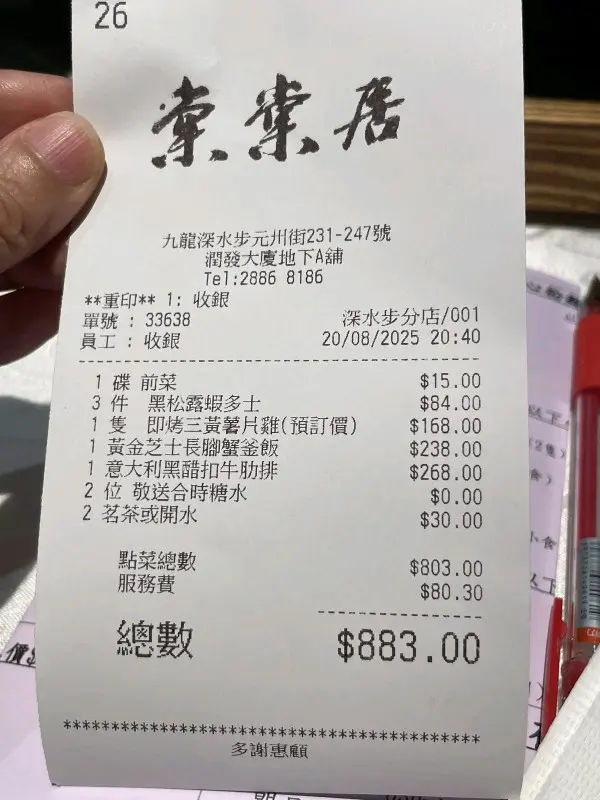 26
棠棠居
九龍深水步元州街231-247號
潤發大廈地下A舖
Tel:2886 8186
**重印** 1: 收銀
單號 : 33638 深水步分店/001
員工 : 收銀 20/08/2025 20:40
1 碟 前菜 $15.00
3 件 黑松露蝦多士 $84.00
1 隻 即烤三黃薯片雞(預訂價) $168.00
1 黃金芝士長腳蟹釜飯 $238.00
1 意大利黑醋扣牛肋排 $268.00
2 位 敬送合時糖水 $0.00
2 茗茶或開水 $30.00
點菜總數 $803.00
服務費 $80.30
總數 $883.00
******************************************
多謝惠顧